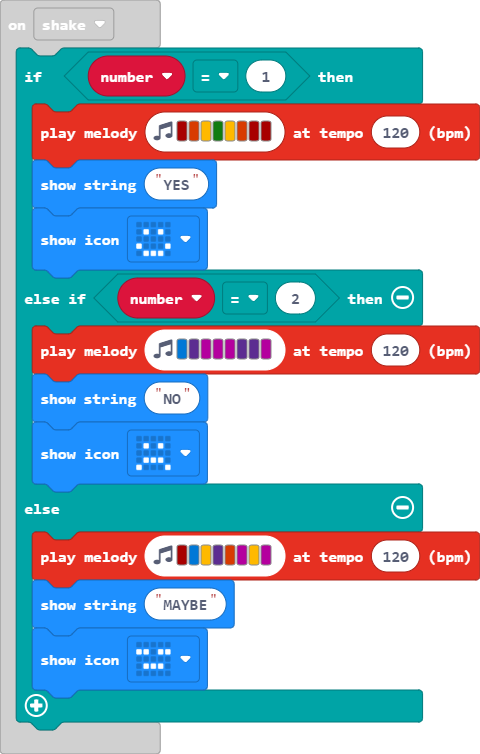 on shake
if number = 1 then
play melody at tempo 120 (bpm)
show string "YES"
show icon
else if number = 2 then
play melody at tempo 120 (bpm)
show string "NO"
show icon
else
play melody at tempo 120 (bpm)
show string "MAYBE"
show icon